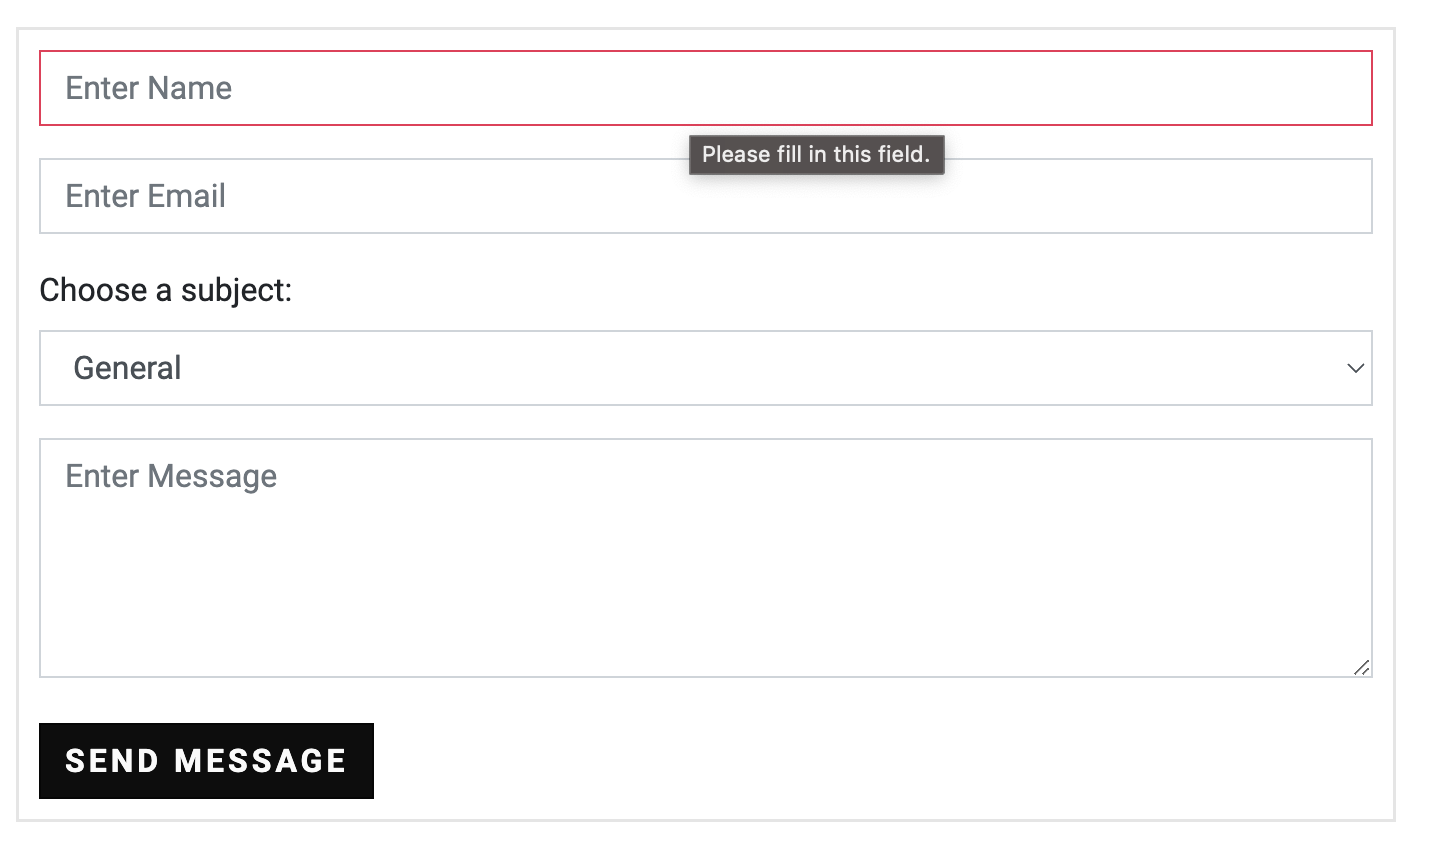 Enter Name
Please fill in this field.
Enter Email
Choose a subject:
General
Enter Message
SEND MESSAGE